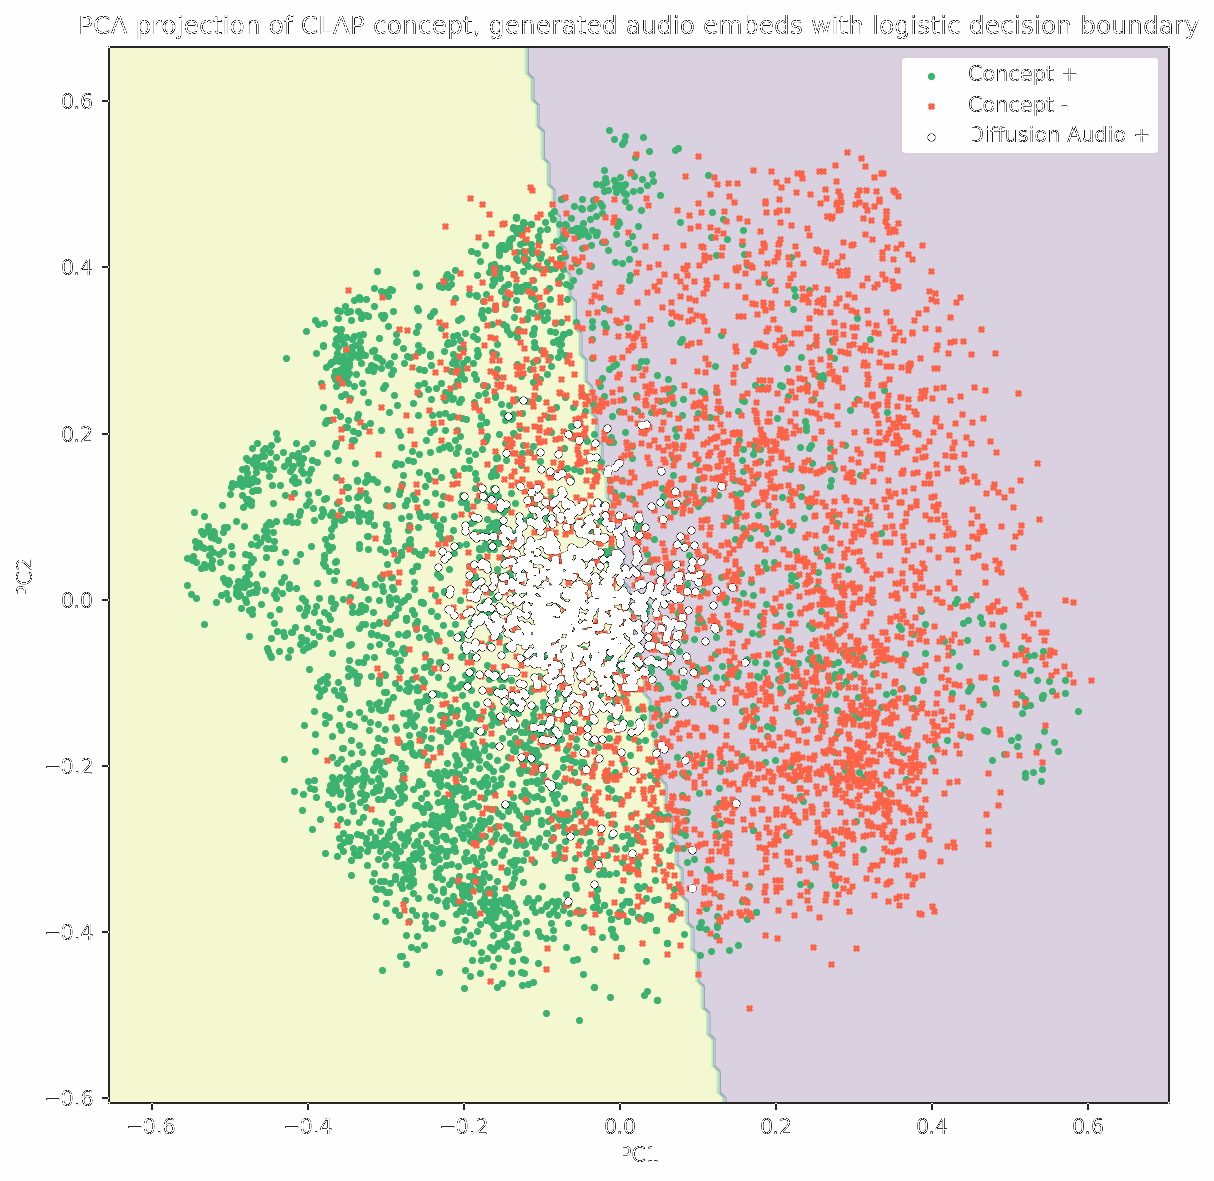 PCA projection of CLAP concept, generated audio embeds with logistic decision boundary
Concept +
Concept -
Diffusion Audio +
0.6
0.4
0.2
0.0
−0.2
−0.4
−0.6
PC2
−0.6 −0.4 −0.2 0.0 0.2 0.4 0.6
PC1